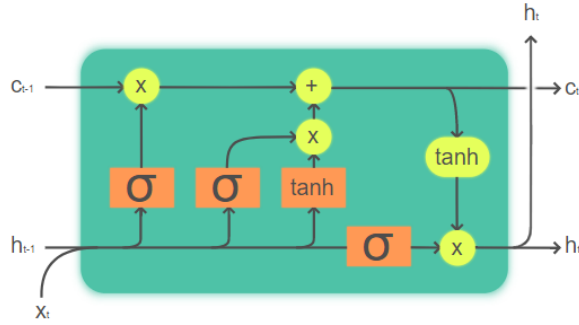 hₜ
cₜ₋₁ x + cₜ
x
tanh
σ σ tanh
hₜ₋₁ σ x hₜ
xₜ